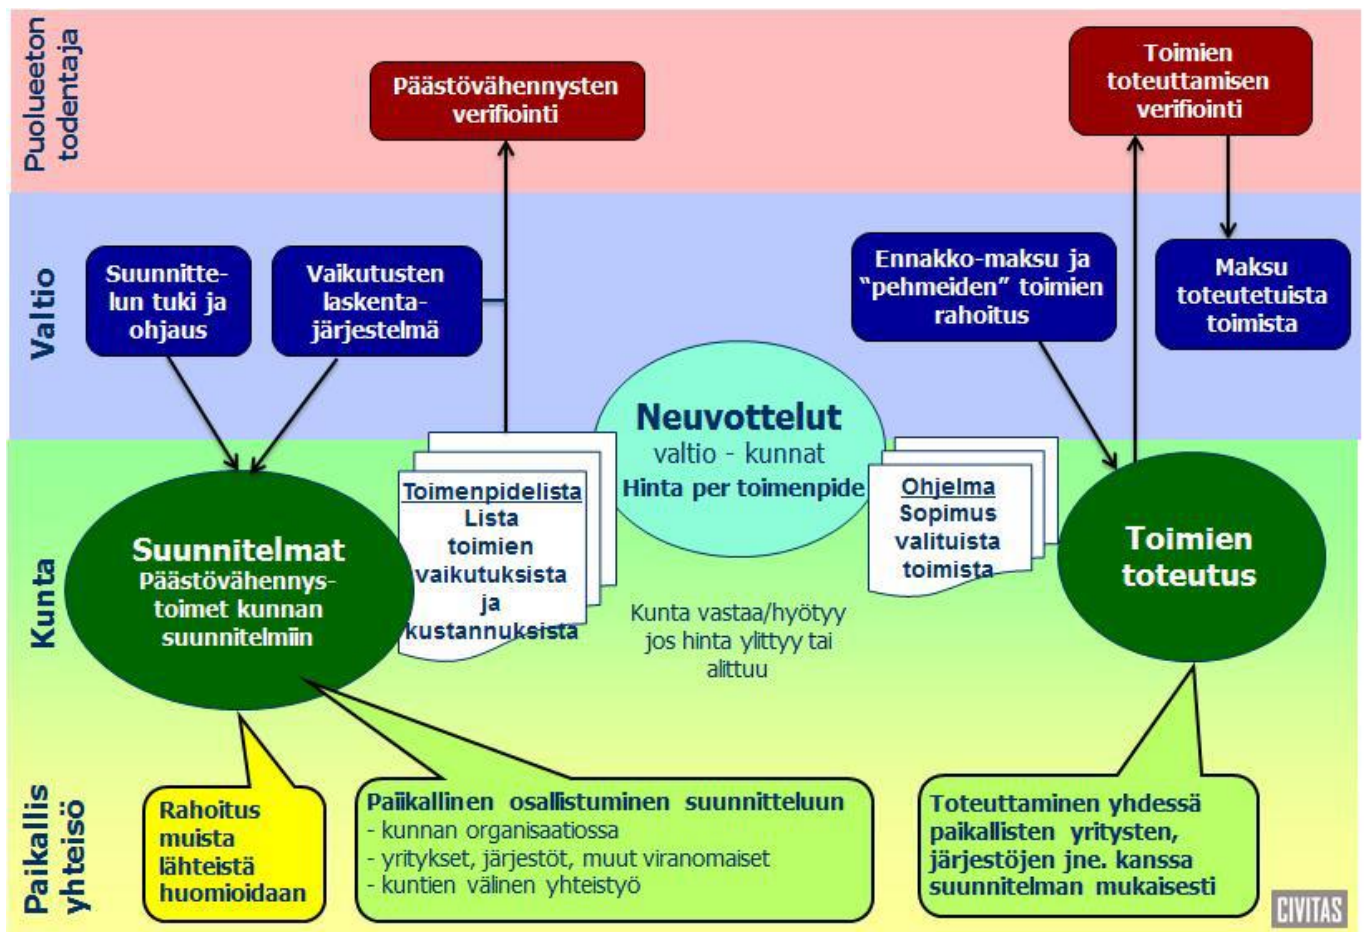 Puolueeton
todentaja
Päästövähennysten
verifiointi
Toimien
toteuttamisen
verifiointi
Valtio
Suunnitte-
lun tuki ja
ohjaus
Vaikutusten
laskenta-
järjestelmä
Ennakko-maksu ja
“pehmeiden” toimien
rahoitus
Maksu
toteutetuista
toimista
Neuvottelut
valtio - kunnat
Hinta per toimenpide
Kunta
Suunnitelmat
Päästövähennys-
toimet kunnan
suunnitelmiin
Toimenpidelista
Lista
toimien
vaikutuksista
ja
kustannuksista
Kunta vastaa/hyötyy
jos hinta ylittyy tai
alittuu
Ohjelma
Sopimus
valituista
toimista
Toimien
toteutus
Paikallis
yhteisö
Rahoitus
muista
lähteistä
huomioidaan
Paiikallinen osallistuminen suunnitteluun
- kunnan organisaatiossa
- yritykset, järjestöt, muut viranomaiset
- kuntien välinen yhteistyö
Toteuttaminen yhdessä
paikallisten yritysten,
järjestöjen jne. kanssa
suunnitelman mukaisesti
CIVITAS